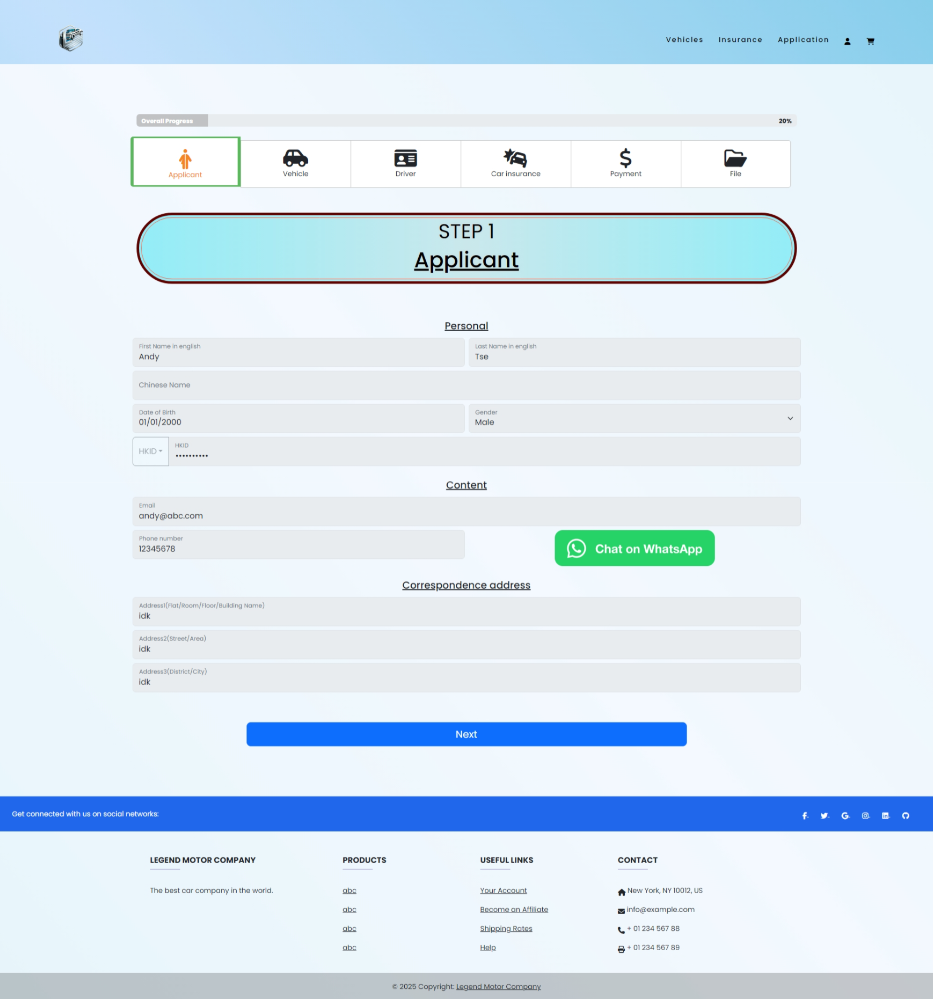 Vehicles Insurance Application
Overall Progress 20%
Applicant Vehicle Driver Car insurance Payment File
STEP 1
Applicant
Personal
First Name in english Last Name in english
Andy Tse
Chinese Name
Date of Birth Gender
01/01/2000 Male
HKID HKID
••••••••••
Content
Email
andy@abc.com
Phone number
12345678
Chat on WhatsApp
Correspondence address
Address1(Flat/Room/Floor/Building Name)
idk
Address2(Street/Area)
idk
Address3(District/City)
idk
Next
Get connected with us on social networks:
LEGEND MOTOR COMPANY
The best car company in the world.
PRODUCTS
abc
abc
abc
abc
USEFUL LINKS
Your Account
Become an Affiliate
Shipping Rates
Help
CONTACT
New York, NY 10012, US
info@example.com
+ 01 234 567 88
+ 01 234 567 89
© 2025 Copyright: Legend Motor Company